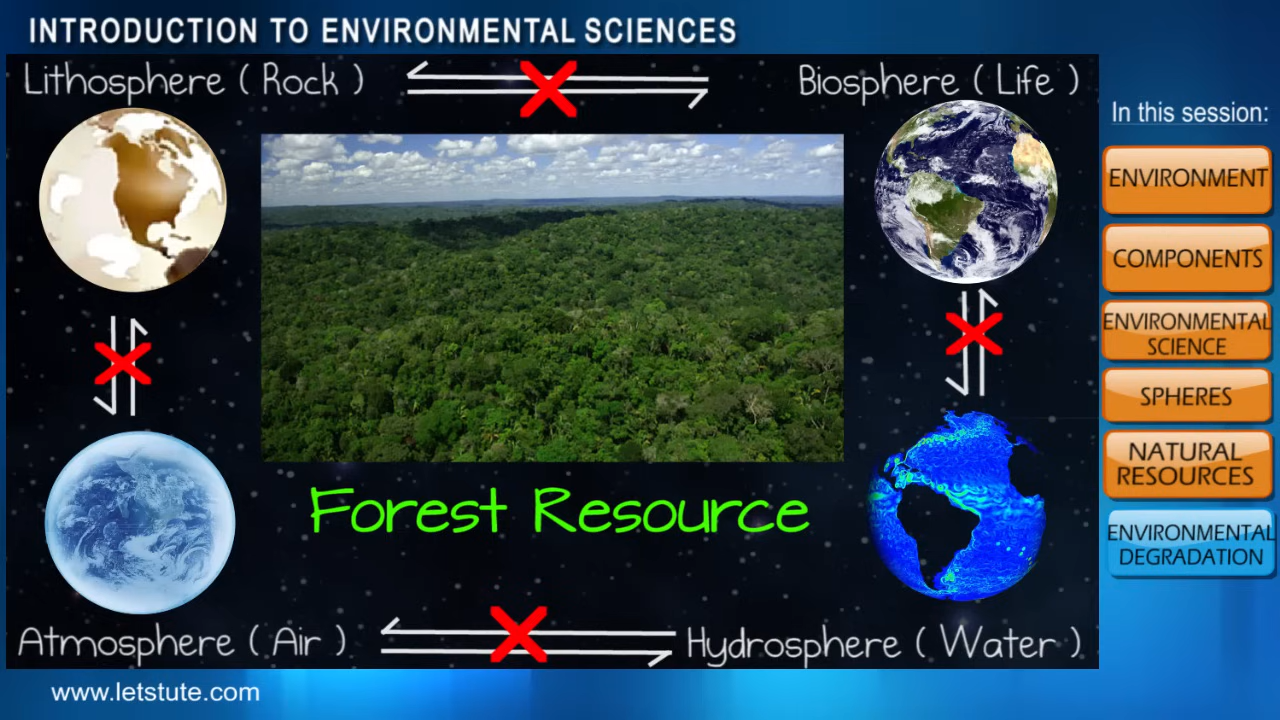 INTRODUCTION TO ENVIRONMENTAL SCIENCES
Lithosphere ( Rock )
Biosphere ( Life )
Forest Resource
Atmosphere ( Air )
Hydrosphere ( Water )
In this session:
ENVIRONMENT
COMPONENTS
ENVIRONMENTAL
SCIENCE
SPHERES
NATURAL
RESOURCES
ENVIRONMENTAL
DEGRADATION
www.letstute.com